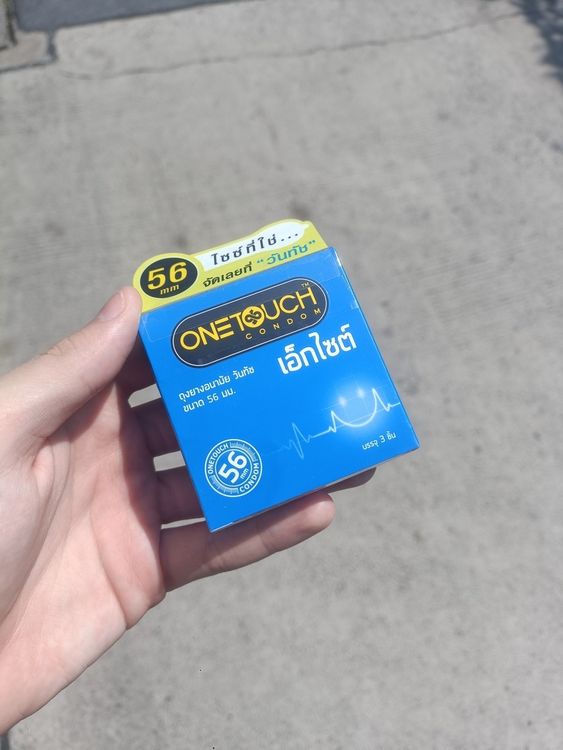 56
mm
ไซซ์ที่ใช่...
จัดเลยที่ "วันทัช"
ONETOUCH™
CONDOM
เอ็กไซต์
ถุงยางอนามัย วันทัช
ขนาด 56 มม.
ONETOUCH
56
mm
CONDOM
บรรจุ 3 ชิ้น